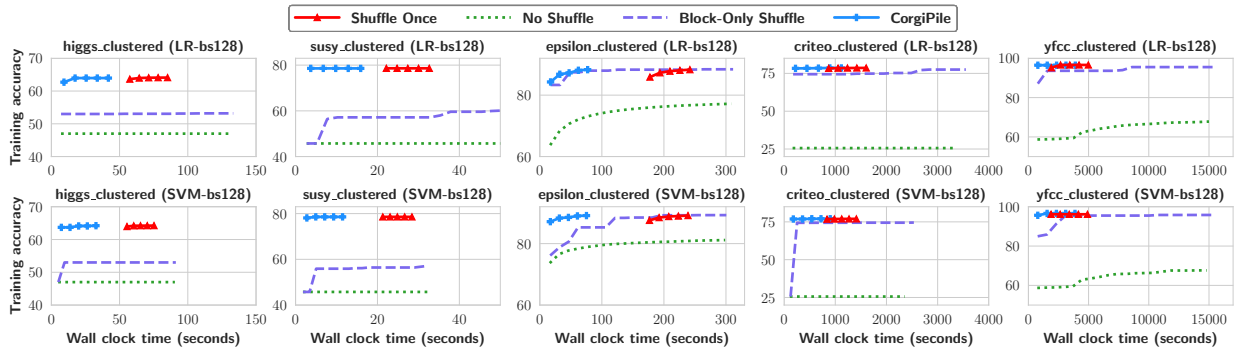 Shuffle Once No Shuffle Block-Only Shuffle CorgiPile
higgs_clustered (LR-bs128) susy_clustered (LR-bs128) epsilon_clustered (LR-bs128) criteo_clustered (LR-bs128) yfcc_clustered (LR-bs128)
Training accuracy
70
60
50
40
0 50 100 150
80
60
40
0 20 40
100
80
60
0 100 200 300
75
50
25
0 1000 2000 3000 4000
100
80
60
0 5000 10000 15000
higgs_clustered (SVM-bs128) susy_clustered (SVM-bs128) epsilon_clustered (SVM-bs128) criteo_clustered (SVM-bs128) yfcc_clustered (SVM-bs128)
Training accuracy
70
60
50
40
0 50 100 150
80
60
40
0 20 40
100
80
60
0 100 200 300
75
50
25
0 1000 2000 3000 4000
100
80
60
0 5000 10000 15000
Wall clock time (seconds) Wall clock time (seconds) Wall clock time (seconds) Wall clock time (seconds) Wall clock time (seconds)